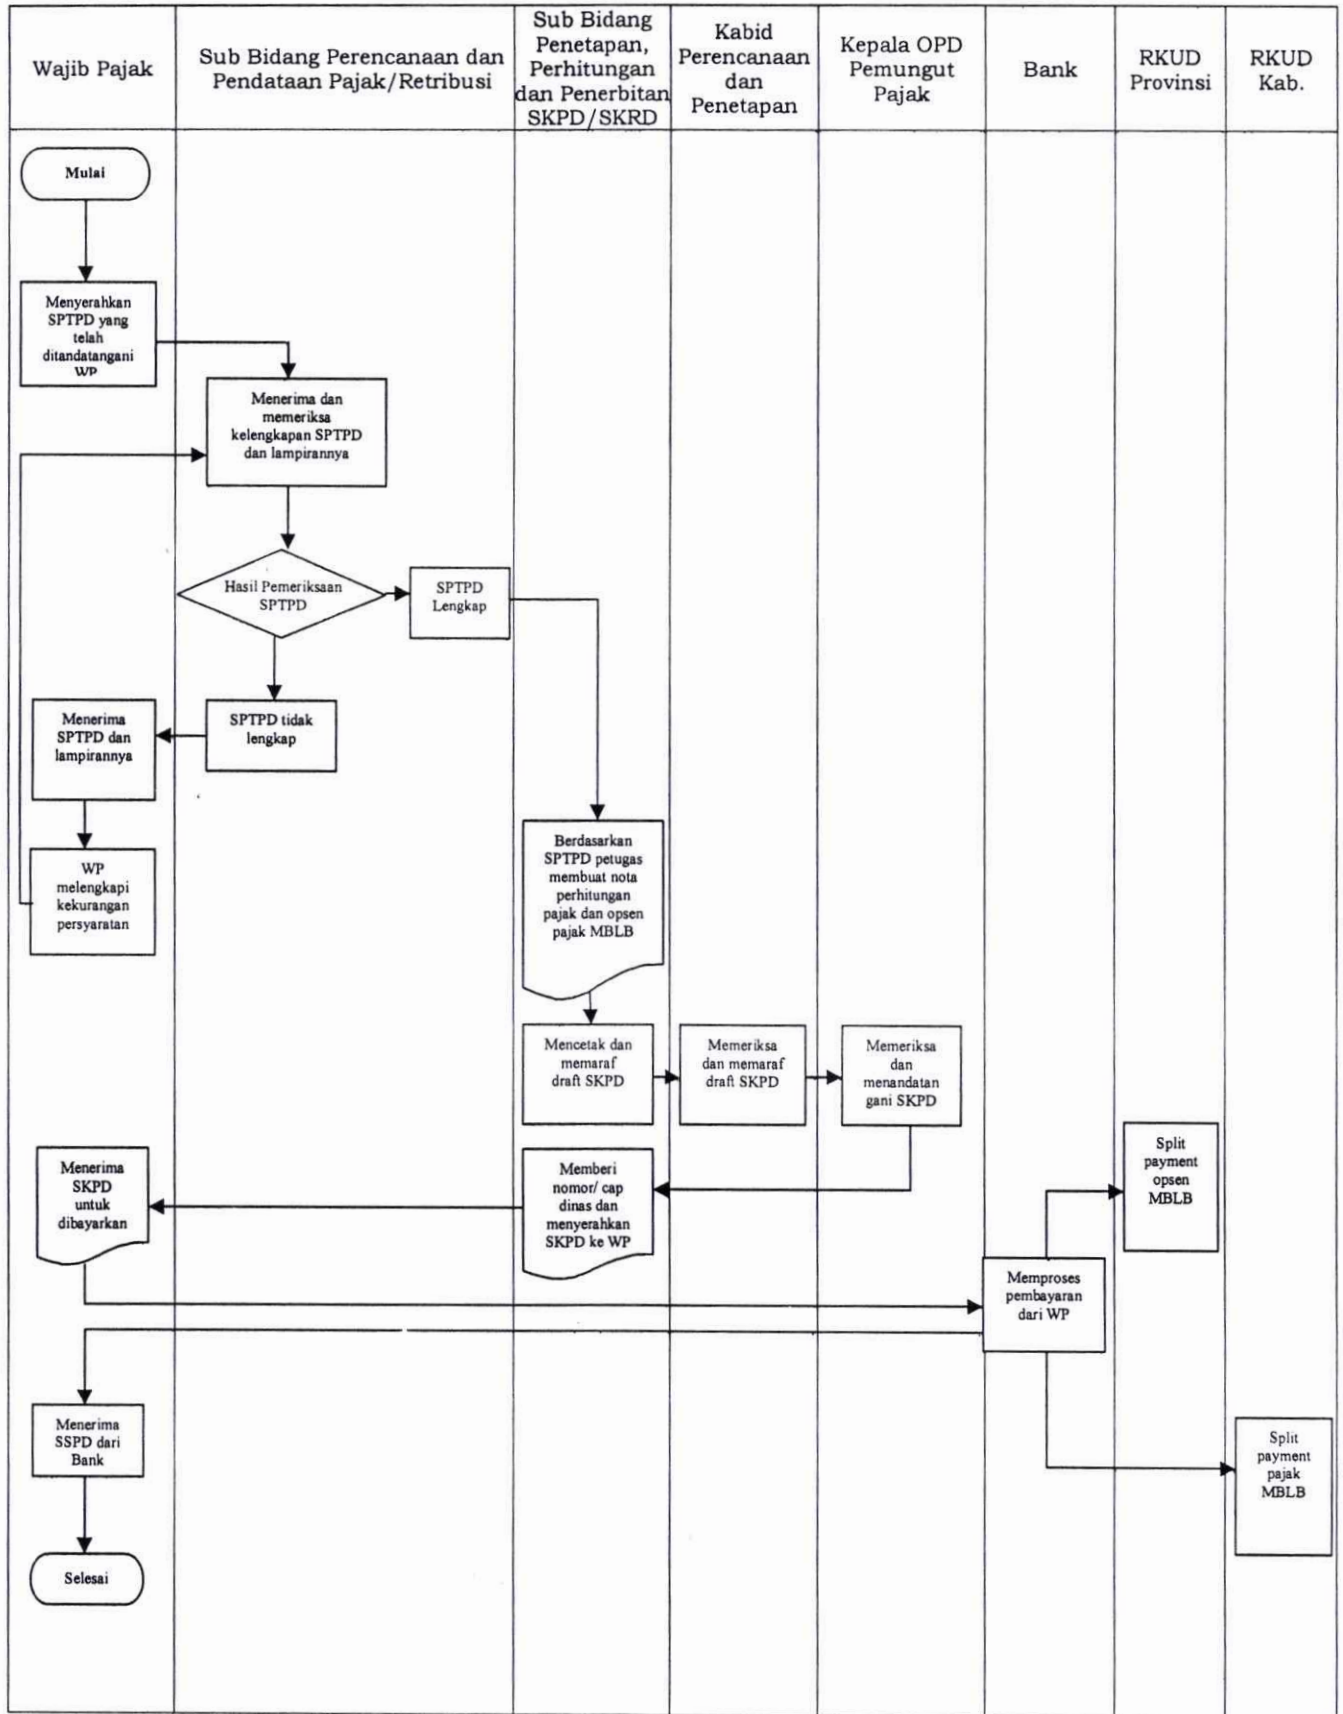 Wajib Pajak
Sub Bidang Perencanaan dan
Pendataan Pajak/Retribusi
Sub Bidang
Penetapan,
Perhitungan
dan Penerbitan
SKPD/SKRD
Kabid
Perencanaan
dan
Penetapan
Kepala OPD
Pemungut
Pajak
Bank
RKUD
Provinsi
RKUD
Kab.
Mulai
Menyerahkan
SPTPD yang
telah
ditandatangani
WP
Menerima dan
memeriksa
kelengkapan SPTPD
dan lampirannya
Hasil Pemeriksaan
SPTPD
SPTPD
Lengkap
SPTPD tidak
lengkap
Menerima
SPTPD dan
lampirannya
WP
melengkapi
kekurangan
persyaratan
Berdasarkan
SPTPD petugas
membuat nota
perhitungan
pajak dan opsen
pajak MBLB
Mencetak dan
memaraf
draft SKPD
Memeriksa
dan memaraf
draft SKPD
Memeriksa
dan
menandatan
gani SKPD
Memberi
nomor/ cap
dinas dan
menyerahkan
SKPD ke WP
Menerima
SKPD
untuk
dibayarkan
Split
payment
opsen
MBLB
Memproses
pembayaran
dari WP
Menerima
SSPD dari
Bank
Split
payment
pajak
MBLB
Selesai